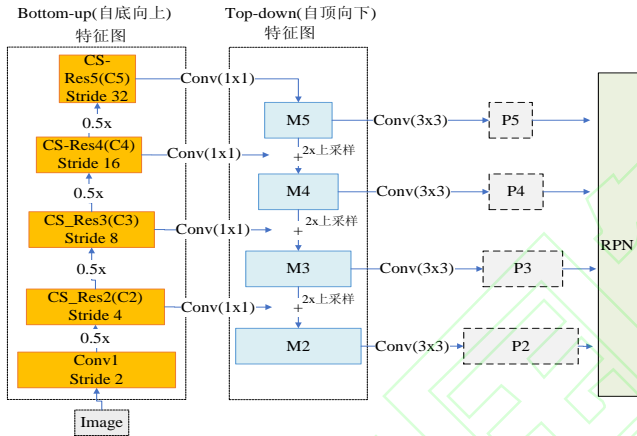 Bottom-up(自底向上)
特征图
Top-down(自顶向下)
特征图
CS-
Res5(C5)
Stride 32
Conv(1x1)
M5
Conv(3x3)
P5
0.5x
+
2x上采样
CS-Res4(C4)
Stride 16
Conv(1x1)
M4
Conv(3x3)
P4
0.5x
+
2x上采样
CS_Res3(C3)
Stride 8
Conv(1x1)
M3
Conv(3x3)
P3
RPN
0.5x
+
2x上采样
CS_Res2(C2)
Stride 4
Conv(1x1)
M2
Conv(3x3)
P2
0.5x
Conv1
Stride 2
Image